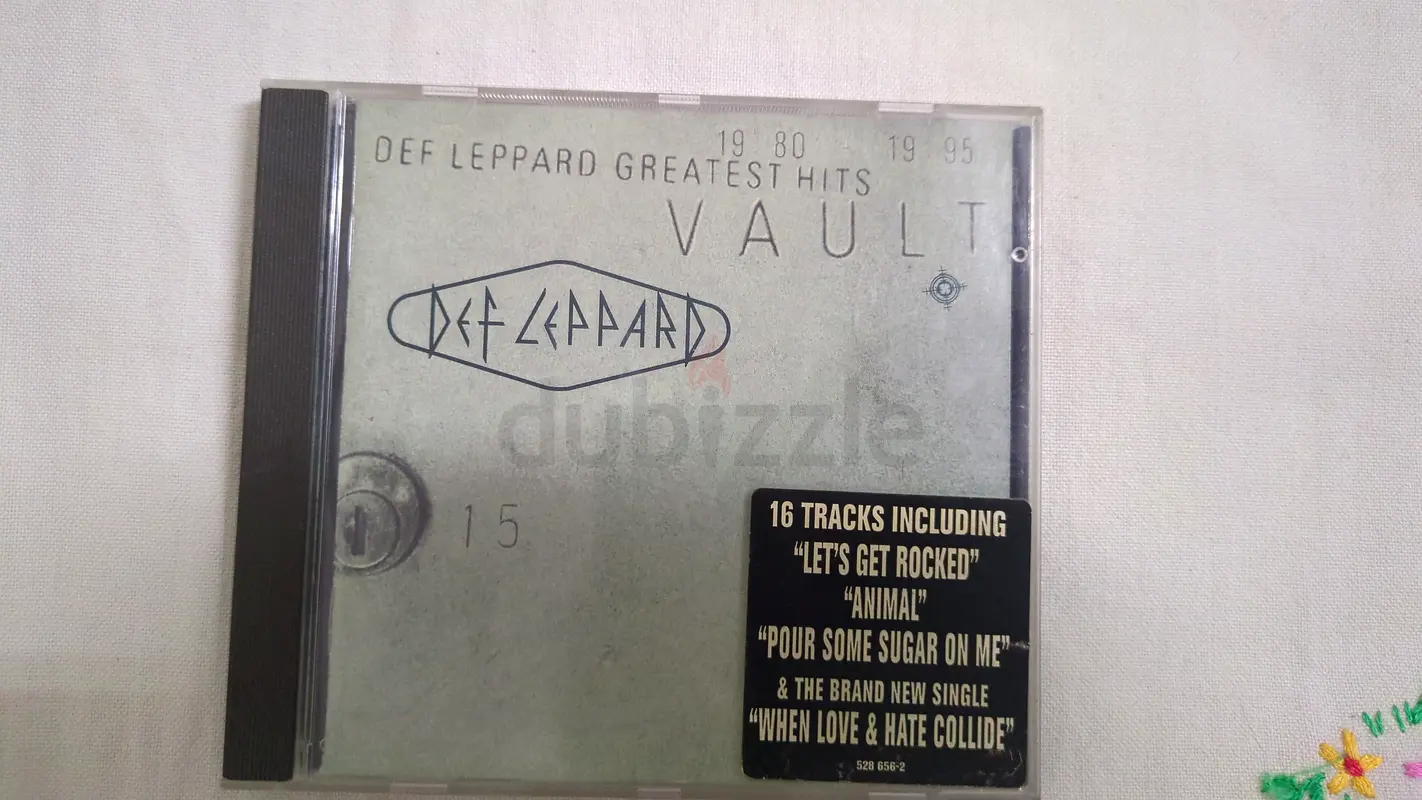 19 80 - 19 95
DEF LEPPARD GREATEST HITS
VAULT
DEF LEPPARD
dubizzle
15
16 TRACKS INCLUDING
“LET'S GET ROCKED”
“ANIMAL”
“POUR SOME SUGAR ON ME”
& THE BRAND NEW SINGLE
“WHEN LOVE & HATE COLLIDE”
528 656-2